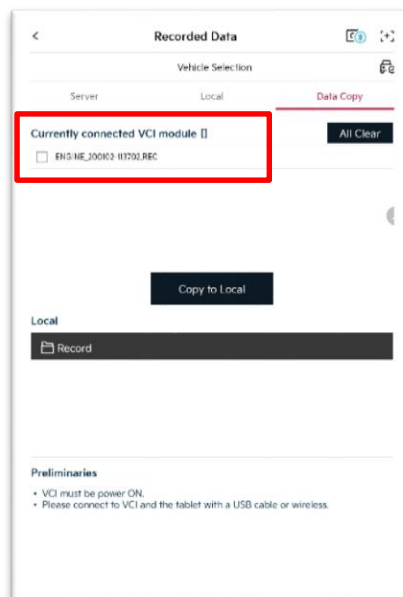 Recorded Data
Vehicle Selection
Server Local Data Copy
Currently connected VCI module [] All Clear
ENGINE_200102-113702.REC
Copy to Local
Local
Record
Preliminaries
• VCI must be power ON.
• Please connect to VCI and the tablet with a USB cable or wireless.